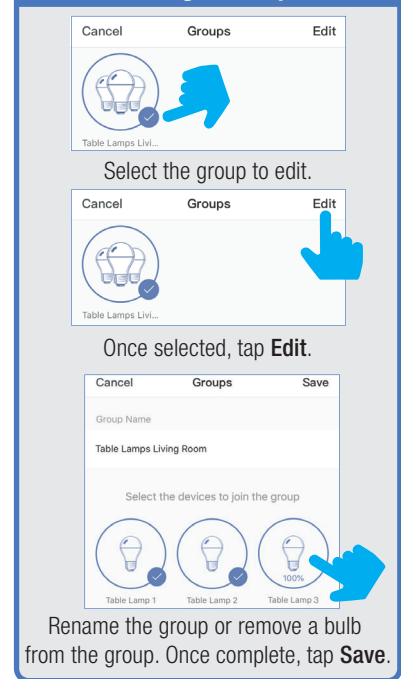 Cancel Groups Edit
Table Lamps Livi...
Select the group to edit.
Cancel Groups Edit
Table Lamps Livi...
Once selected, tap Edit.
Cancel Groups Save
Group Name
Table Lamps Living Room
Select the devices to join the group
100%
Table Lamp 1 Table Lamp 2 Table Lamp 3
Rename the group or remove a bulb
from the group. Once complete, tap Save.